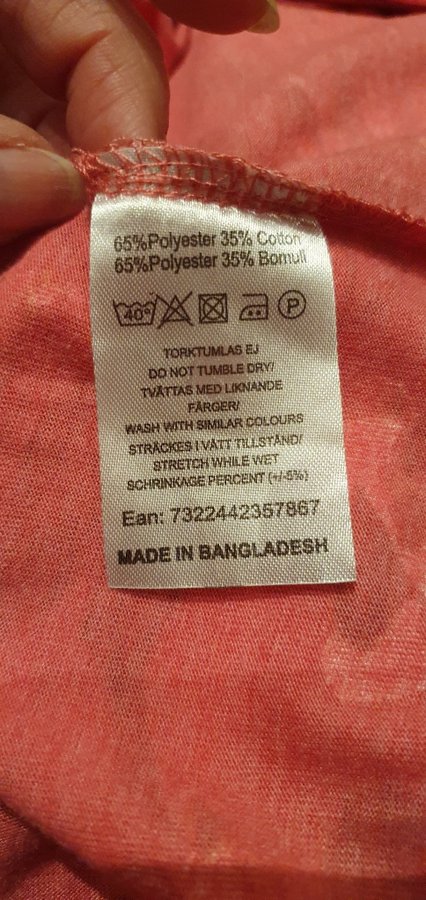 65%Polyester 35% Cotton
65%Polyester 35% Bomull
40° P
TORKTUMLAS EJ
DO NOT TUMBLE DRY/
TVÄTTAS MED LIKNANDE
FÄRGER/
WASH WITH SIMILAR COLOURS
STRÄCKES I VÅTT TILLSTÅND/
STRETCH WHILE WET
SCHRINKAGE PERCENT (+/-5%)
Ean: 7322442357867
MADE IN BANGLADESH